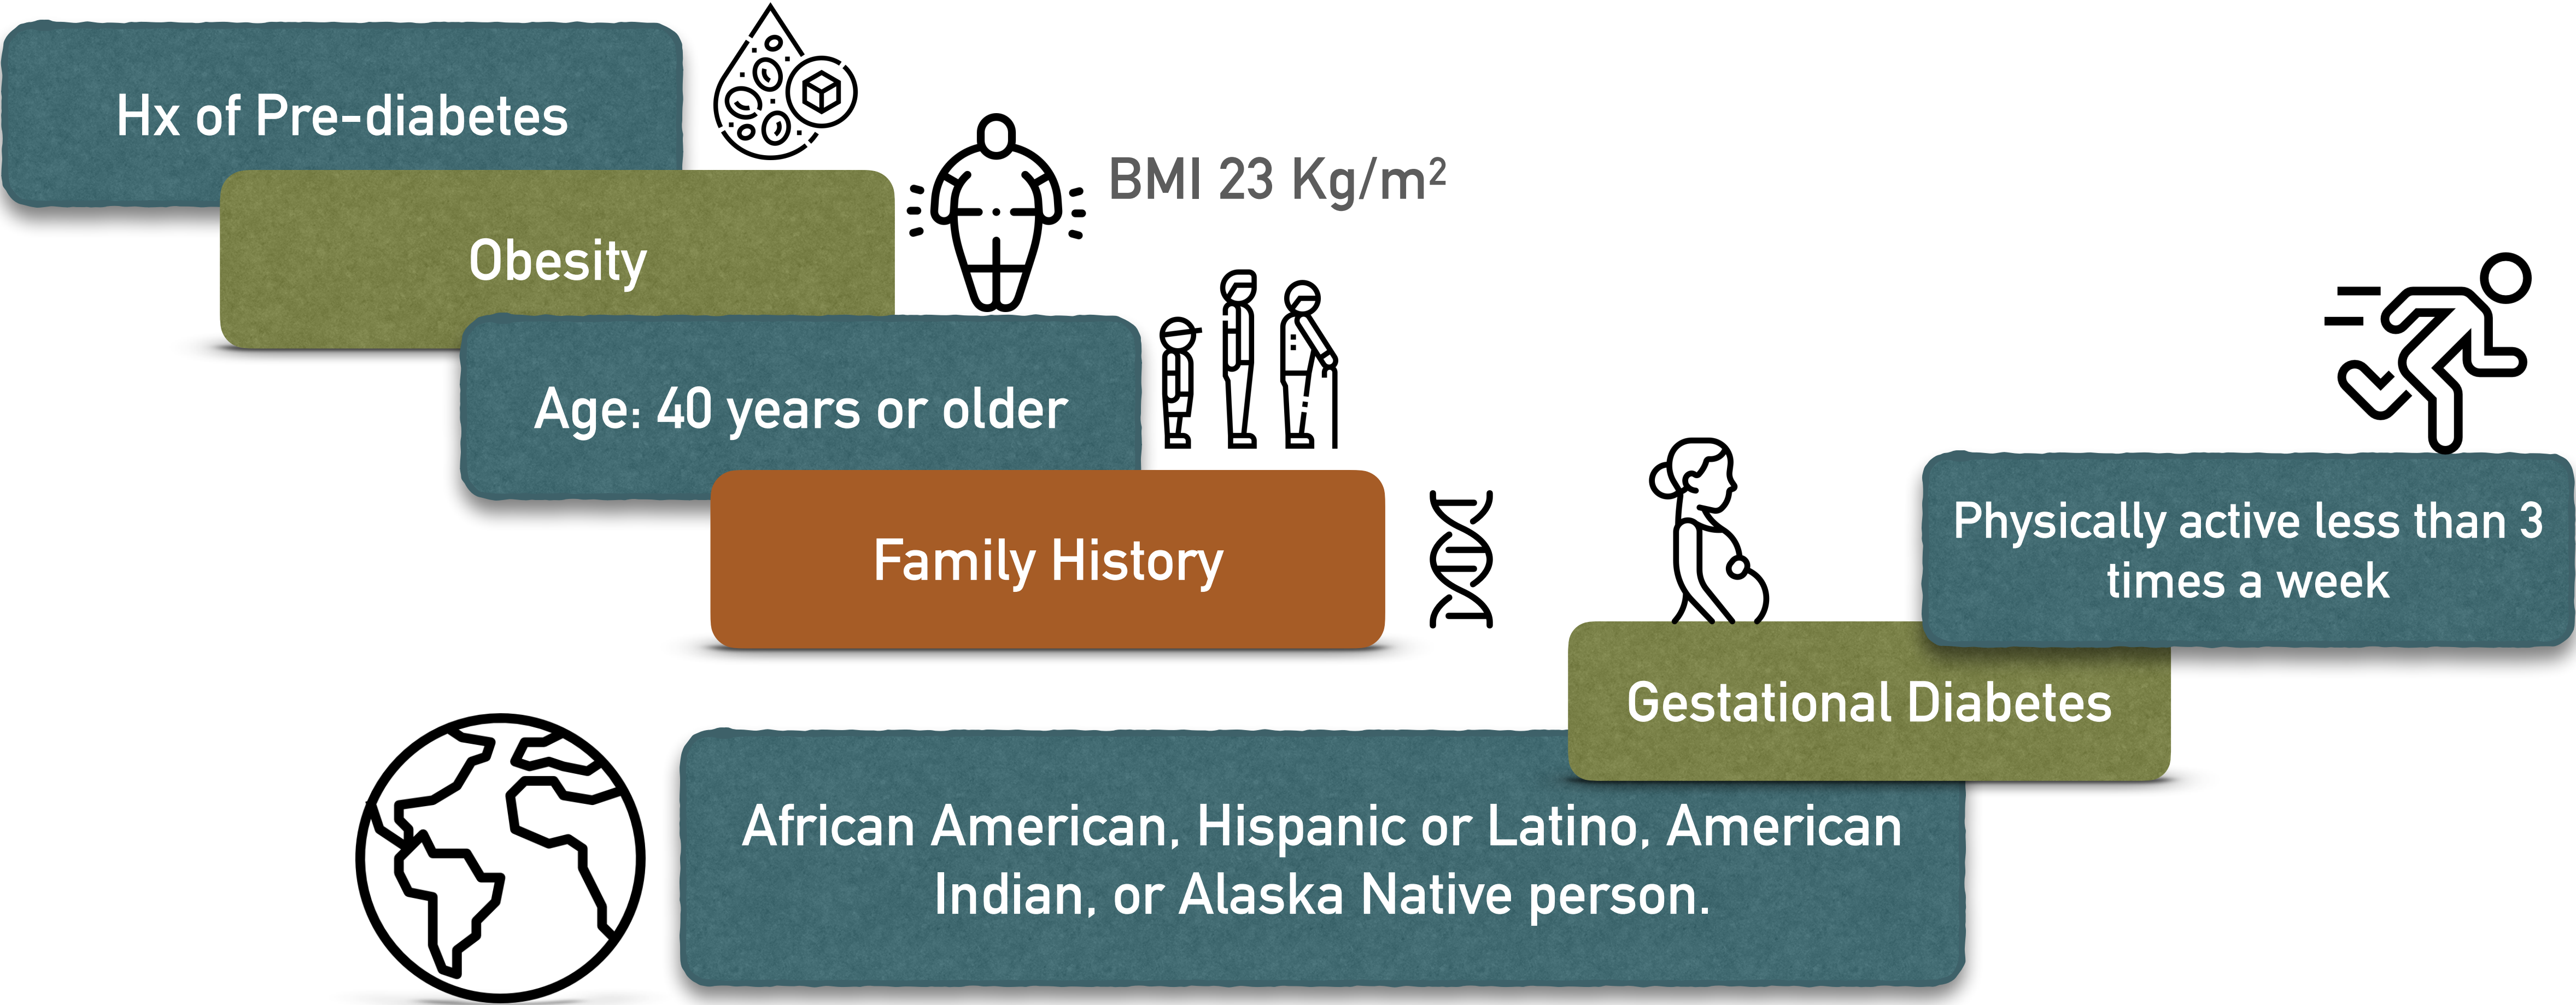 Hx of Pre-diabetes
BMI 23 Kg/m²
Obesity
Age: 40 years or older
Family History
Physically active less than 3
times a week
Gestational Diabetes
African American, Hispanic or Latino, American
Indian, or Alaska Native person.